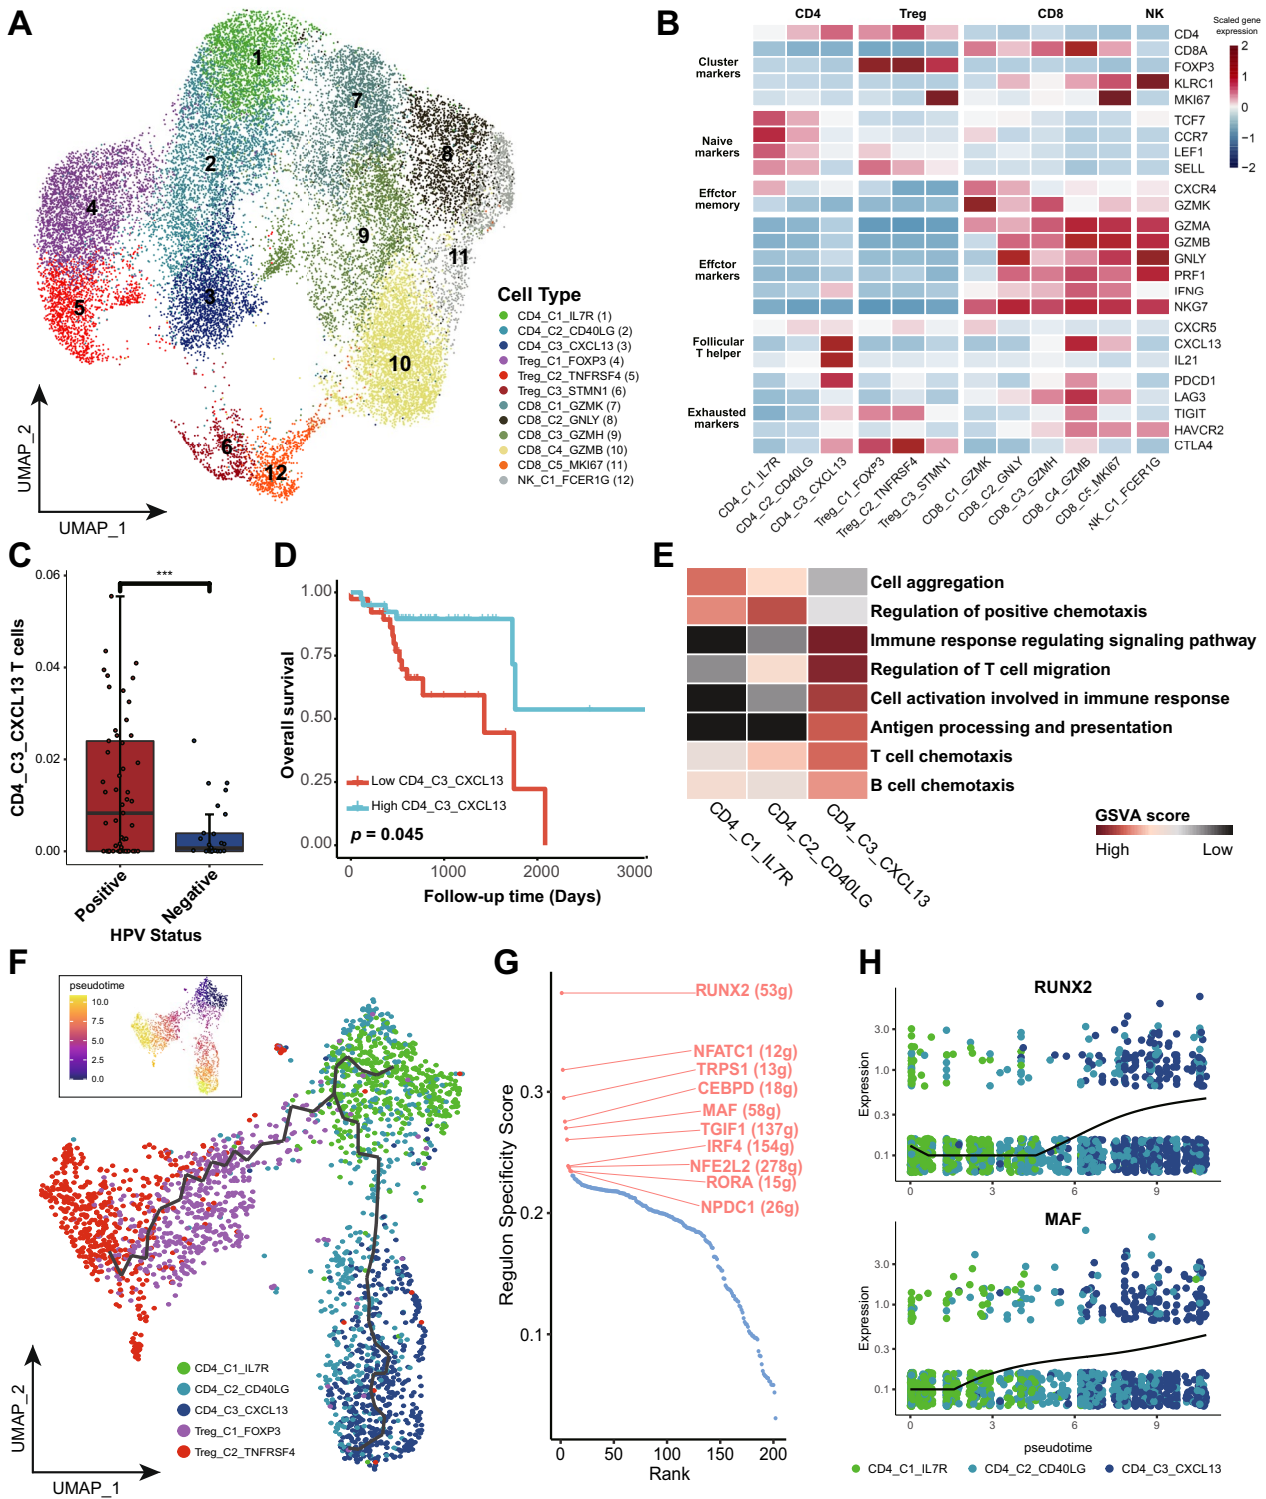 A
1
7
8
2
4
9
11
3
5
10
6
12
UMAP_2
UMAP_1
Cell Type
CD4_C1_IL7R (1)
CD4_C2_CD40LG (2)
CD4_C3_CXCL13 (3)
Treg_C1_FOXP3 (4)
Treg_C2_TNFRSF4 (5)
Treg_C3_STMN1 (6)
CD8_C1_GZMK (7)
CD8_C2_GNLY (8)
CD8_C3_GZMH (9)
CD8_C4_GZMB (10)
CD8_C5_MKI67 (11)
NK_C1_FCER1G (12)
B
CD4 Treg CD8 NK
Scaled gene
expression
2
1
0
−1
−2
Cluster
markers
Naive
markers
Effctor
memory
Effctor
markers
Follicular
T helper
Exhausted
markers
CD4
CD8A
FOXP3
KLRC1
MKI67
TCF7
CCR7
LEF1
SELL
CXCR4
GZMK
GZMA
GZMB
GNLY
PRF1
IFNG
NKG7
CXCR5
CXCL13
IL21
PDCD1
LAG3
TIGIT
HAVCR2
CTLA4
CD4_C1_IL7R
CD4_C2_CD40LG
CD4_C3_CXCL13
Treg_C1_FOXP3
Treg_C2_TNFRSF4
Treg_C3_STMN1
CD8_C1_GZMK
CD8_C2_GNLY
CD8_C3_GZMH
CD8_C4_GZMB
CD8_C5_MKI67
NK_C1_FCER1G
C
CD4_C3_CXCL13 T cells
0.06
0.04
0.02
0.00
***
Positive
Negative
HPV Status
D
Overall survival
1.00
0.75
0.50
0.25
0.00
Low CD4_C3_CXCL13
High CD4_C3_CXCL13
p = 0.045
0 1000 2000 3000
Follow-up time (Days)
E
Cell aggregation
Regulation of positive chemotaxis
Immune response regulating signaling pathway
Regulation of T cell migration
Cell activation involved in immune response
Antigen processing and presentation
T cell chemotaxis
B cell chemotaxis
CD4_C1_IL7R
CD4_C2_CD40LG
CD4_C3_CXCL13
GSVA score
High Low
F
pseudotime
10.0
7.5
5.0
2.5
0.0
CD4_C1_IL7R
CD4_C2_CD40LG
CD4_C3_CXCL13
Treg_C1_FOXP3
Treg_C2_TNFRSF4
UMAP_2
UMAP_1
G
Regulon Specificity Score
0.3
0.2
0.1
RUNX2 (53g)
NFATC1 (12g)
TRPS1 (13g)
CEBPD (18g)
MAF (58g)
TGIF1 (137g)
IRF4 (154g)
NFE2L2 (278g)
RORA (15g)
NPDC1 (26g)
0 50 100 150 200
Rank
H
RUNX2
Expression
3.0
1.0
0.3
0.1
0 3 6 9
MAF
Expression
3.0
1.0
0.3
0.1
0 3 6 9
pseudotime
CD4_C1_IL7R CD4_C2_CD40LG CD4_C3_CXCL13